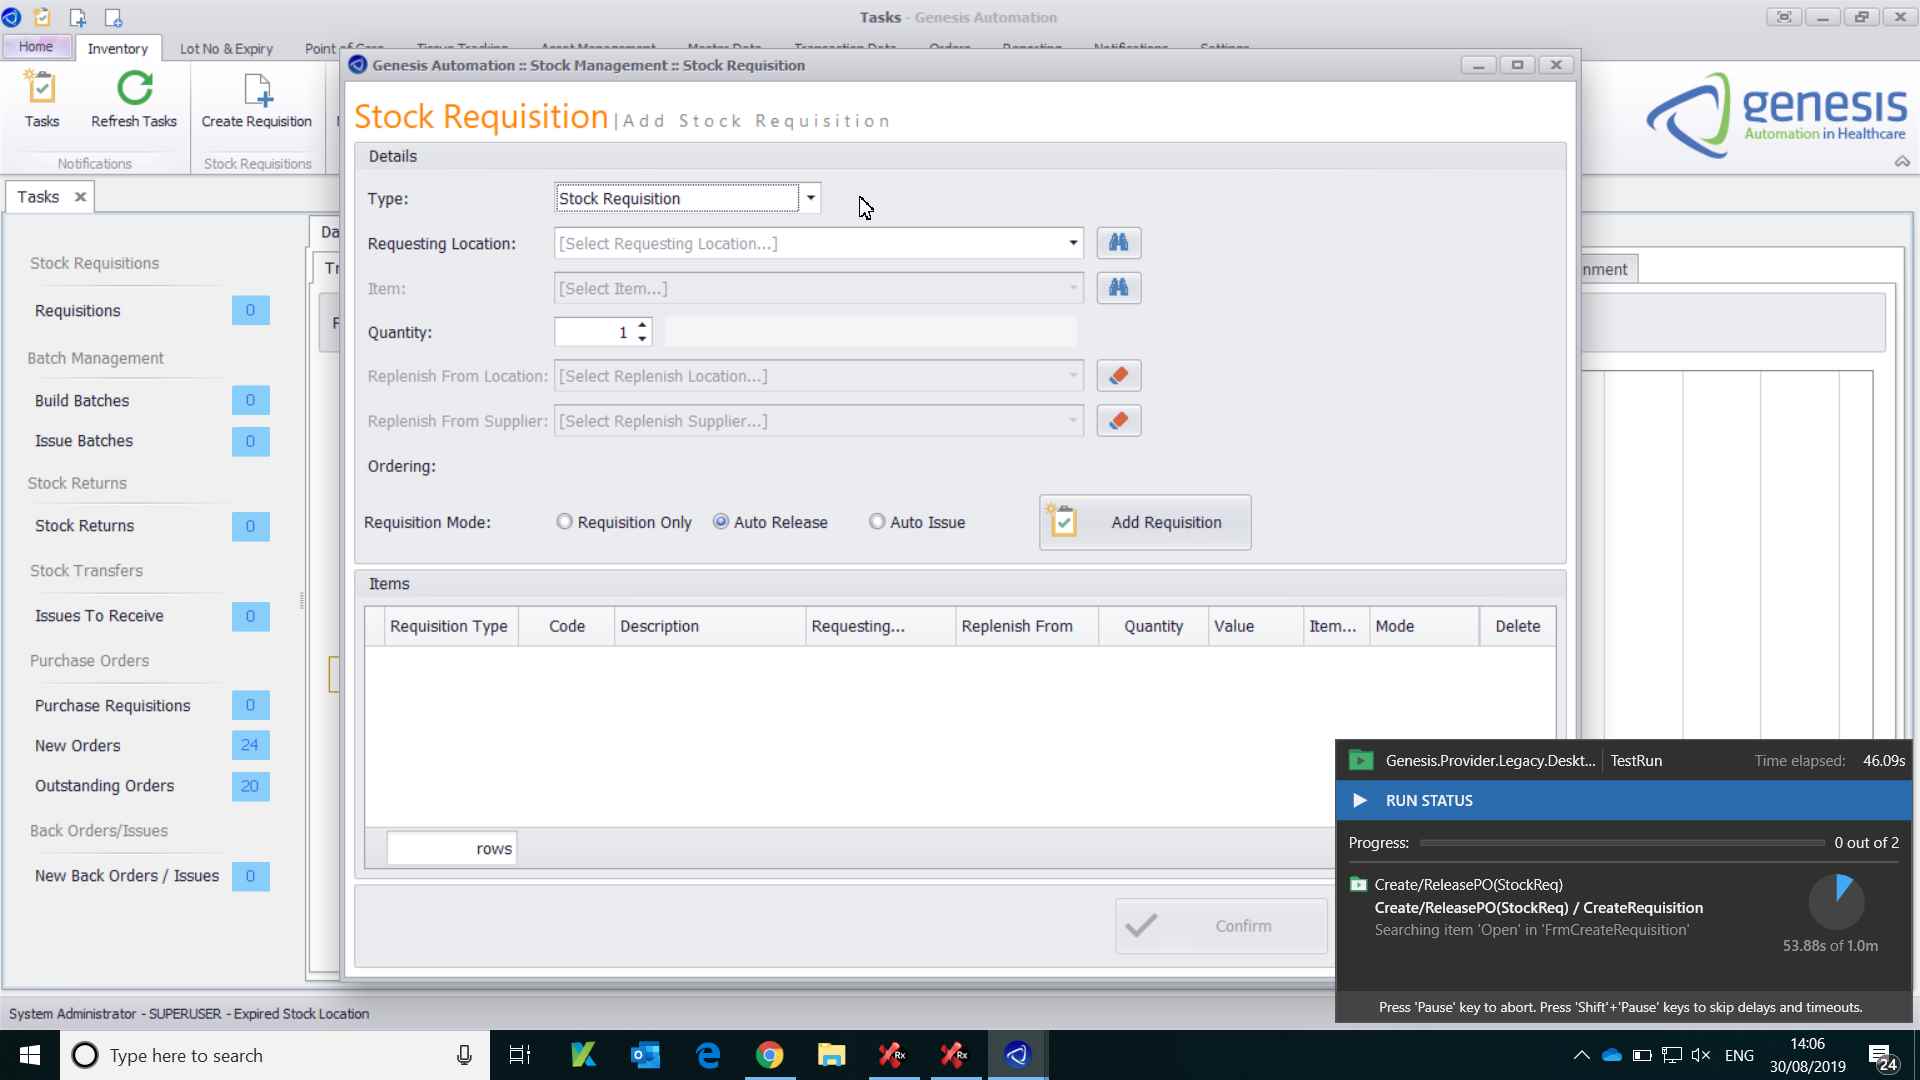 Tasks - Genesis Automation
Home
Inventory
Lot No & Expiry
Genesis Automation :: Stock Management :: Stock Requisition
Tasks
Refresh Tasks
Create Requisition
Notifications
Stock Requisitions
genesis
Automation in Healthcare
Stock Requisition | Add Stock Requisition
Details
Tasks
Type:
Stock Requisition
Requesting Location:
[Select Requesting Location...]
Item:
[Select Item...]
Quantity:
1
Replenish From Location:
[Select Replenish Location...]
Replenish From Supplier:
[Select Replenish Supplier...]
Ordering:
Requisition Mode:
Requisition Only
Auto Release
Auto Issue
Add Requisition
Items
Requisition Type
Code
Description
Requesting...
Replenish From
Quantity
Value
Item...
Mode
Delete
rows
Confirm
Stock Requisitions
Requisitions 0
Batch Management
Build Batches 0
Issue Batches 0
Stock Returns
Stock Returns 0
Stock Transfers
Issues To Receive 0
Purchase Orders
Purchase Requisitions 0
New Orders 24
Outstanding Orders 20
Back Orders/Issues
New Back Orders / Issues 0
Genesis.Provider.Legacy.Deskt... TestRun Time elapsed: 46.09s
RUN STATUS
Progress: 0 out of 2
Create/ReleasePO(StockReq)
Create/ReleasePO(StockReq) / CreateRequisition
Searching item 'Open' in 'FrmCreateRequisition'
53.88s of 1.0m
Press 'Pause' key to abort. Press 'Shift'+'Pause' keys to skip delays and timeouts.
System Administrator - SUPERUSER - Expired Stock Location
Type here to search
ENG
14:06
30/08/2019
24